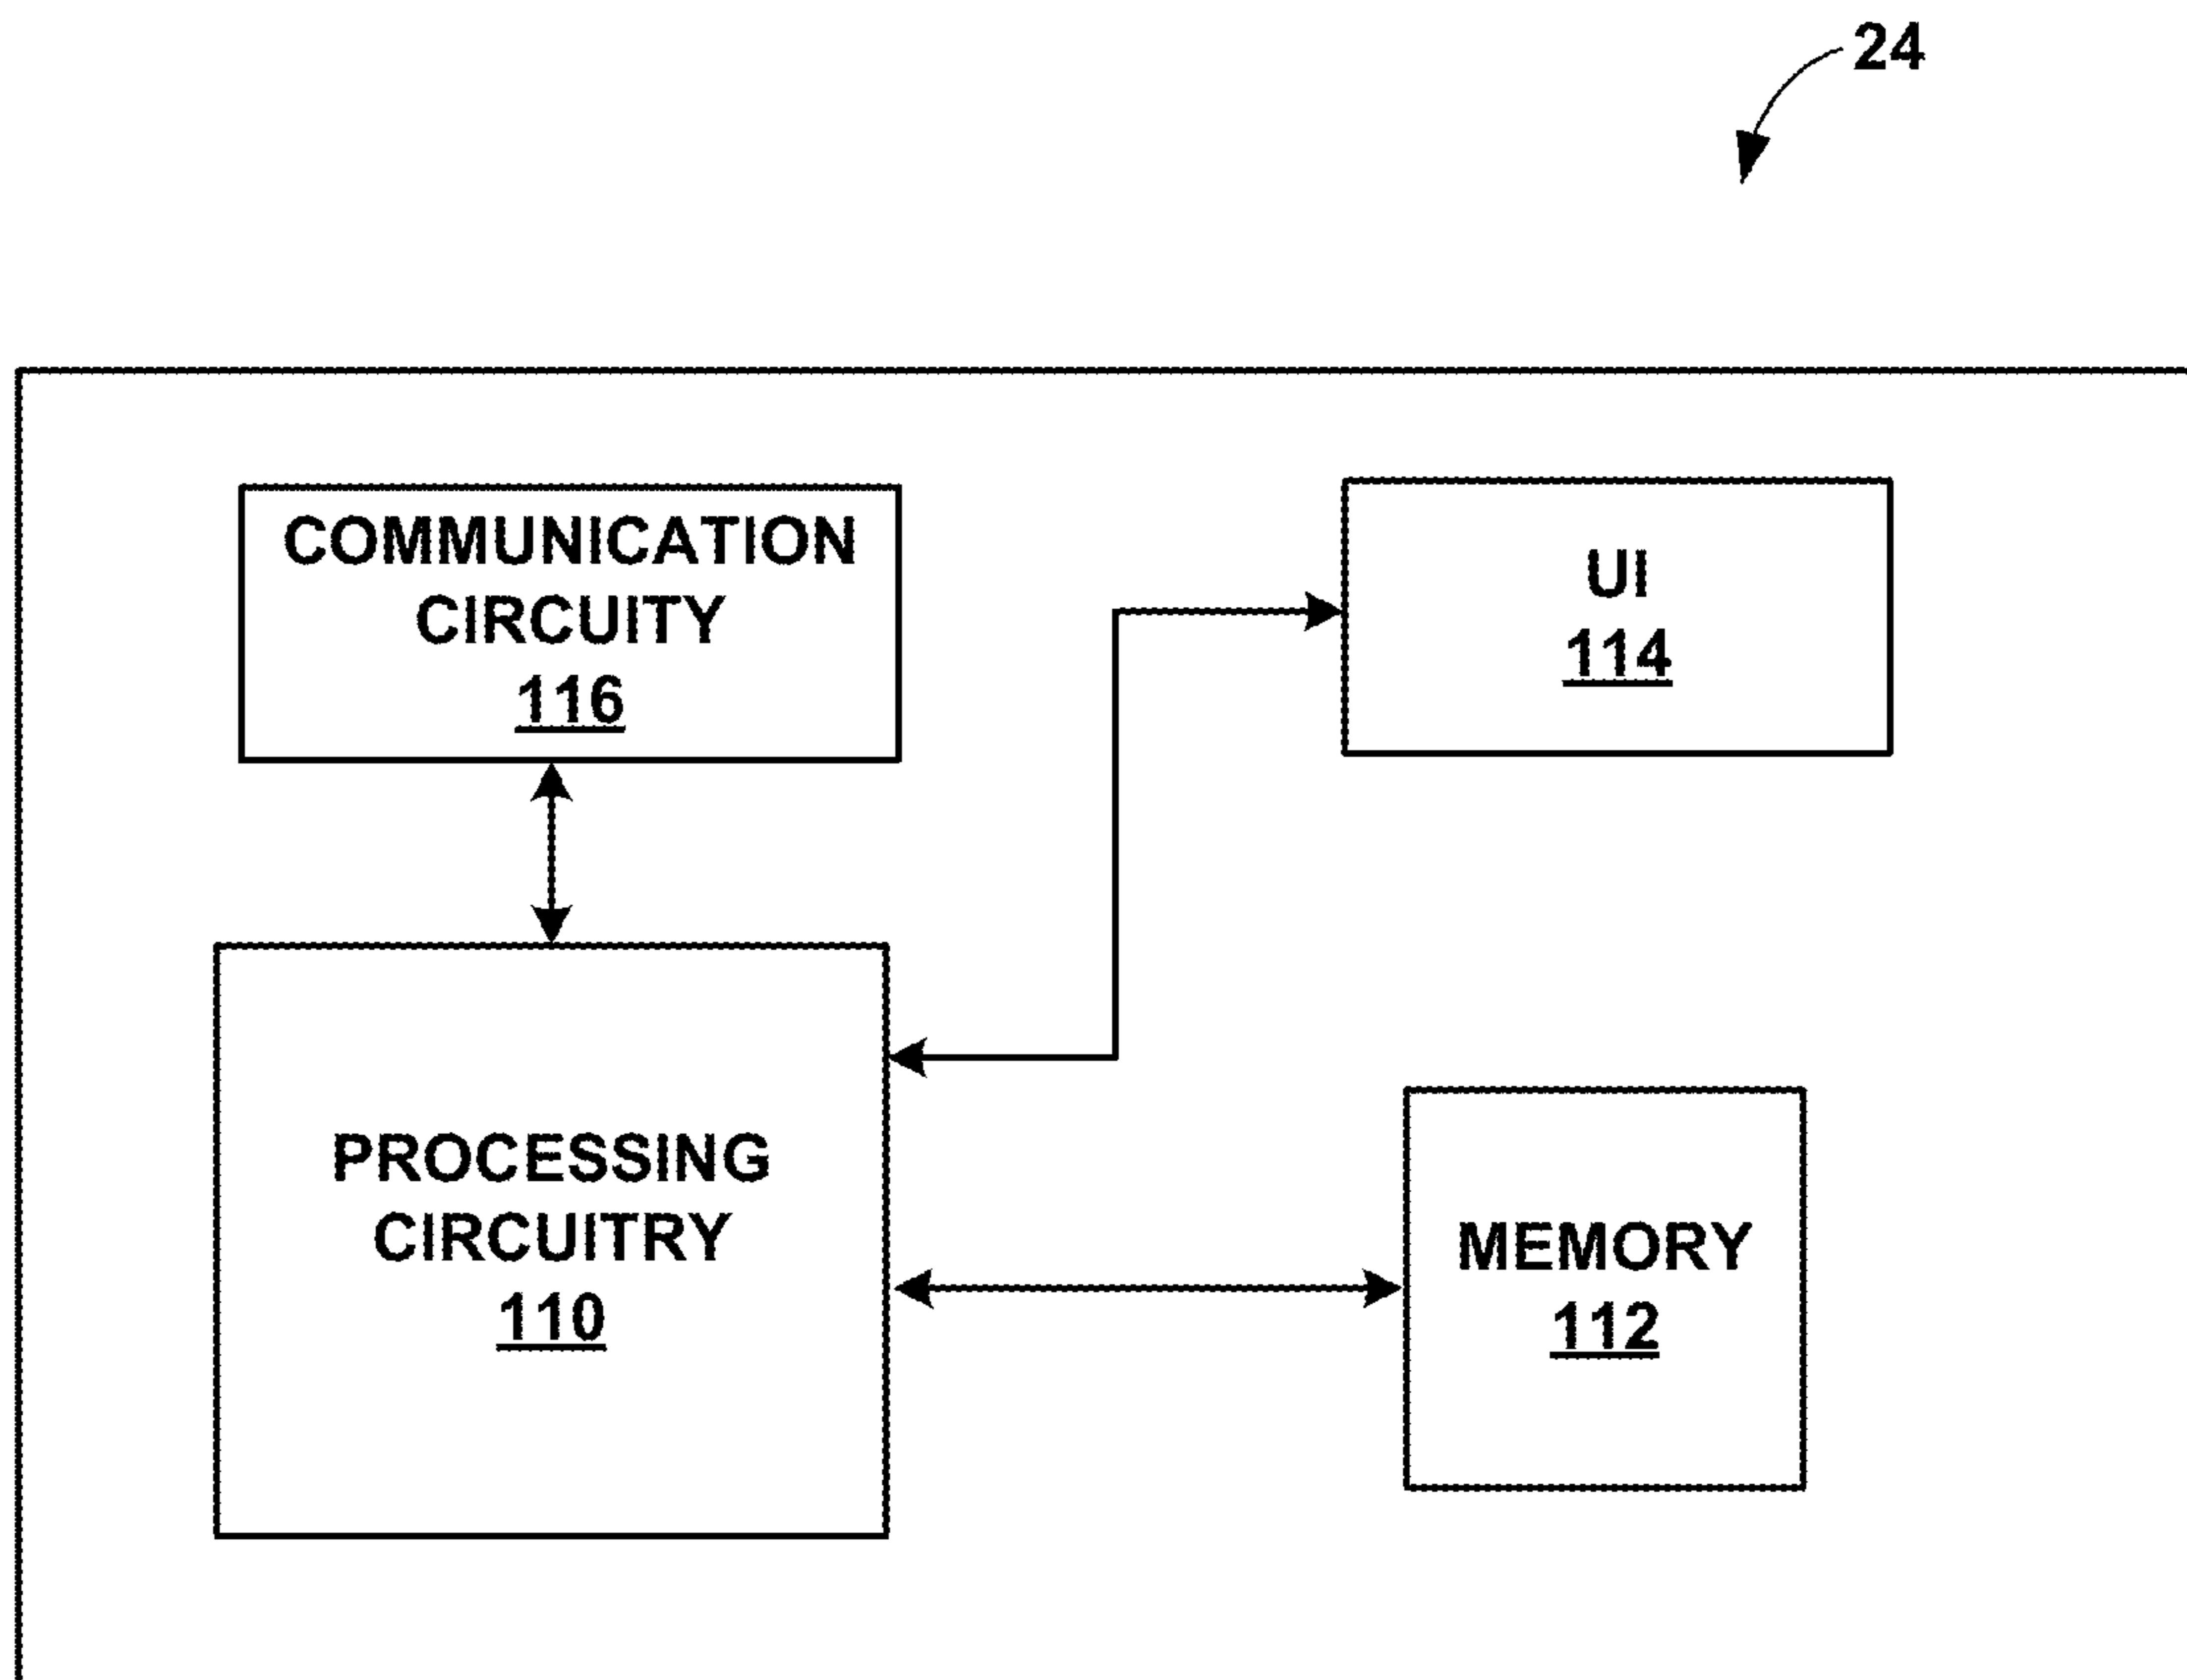 24
COMMUNICATION
CIRCUITY
116
UI
114
PROCESSING
CIRCUITRY
110
MEMORY
112